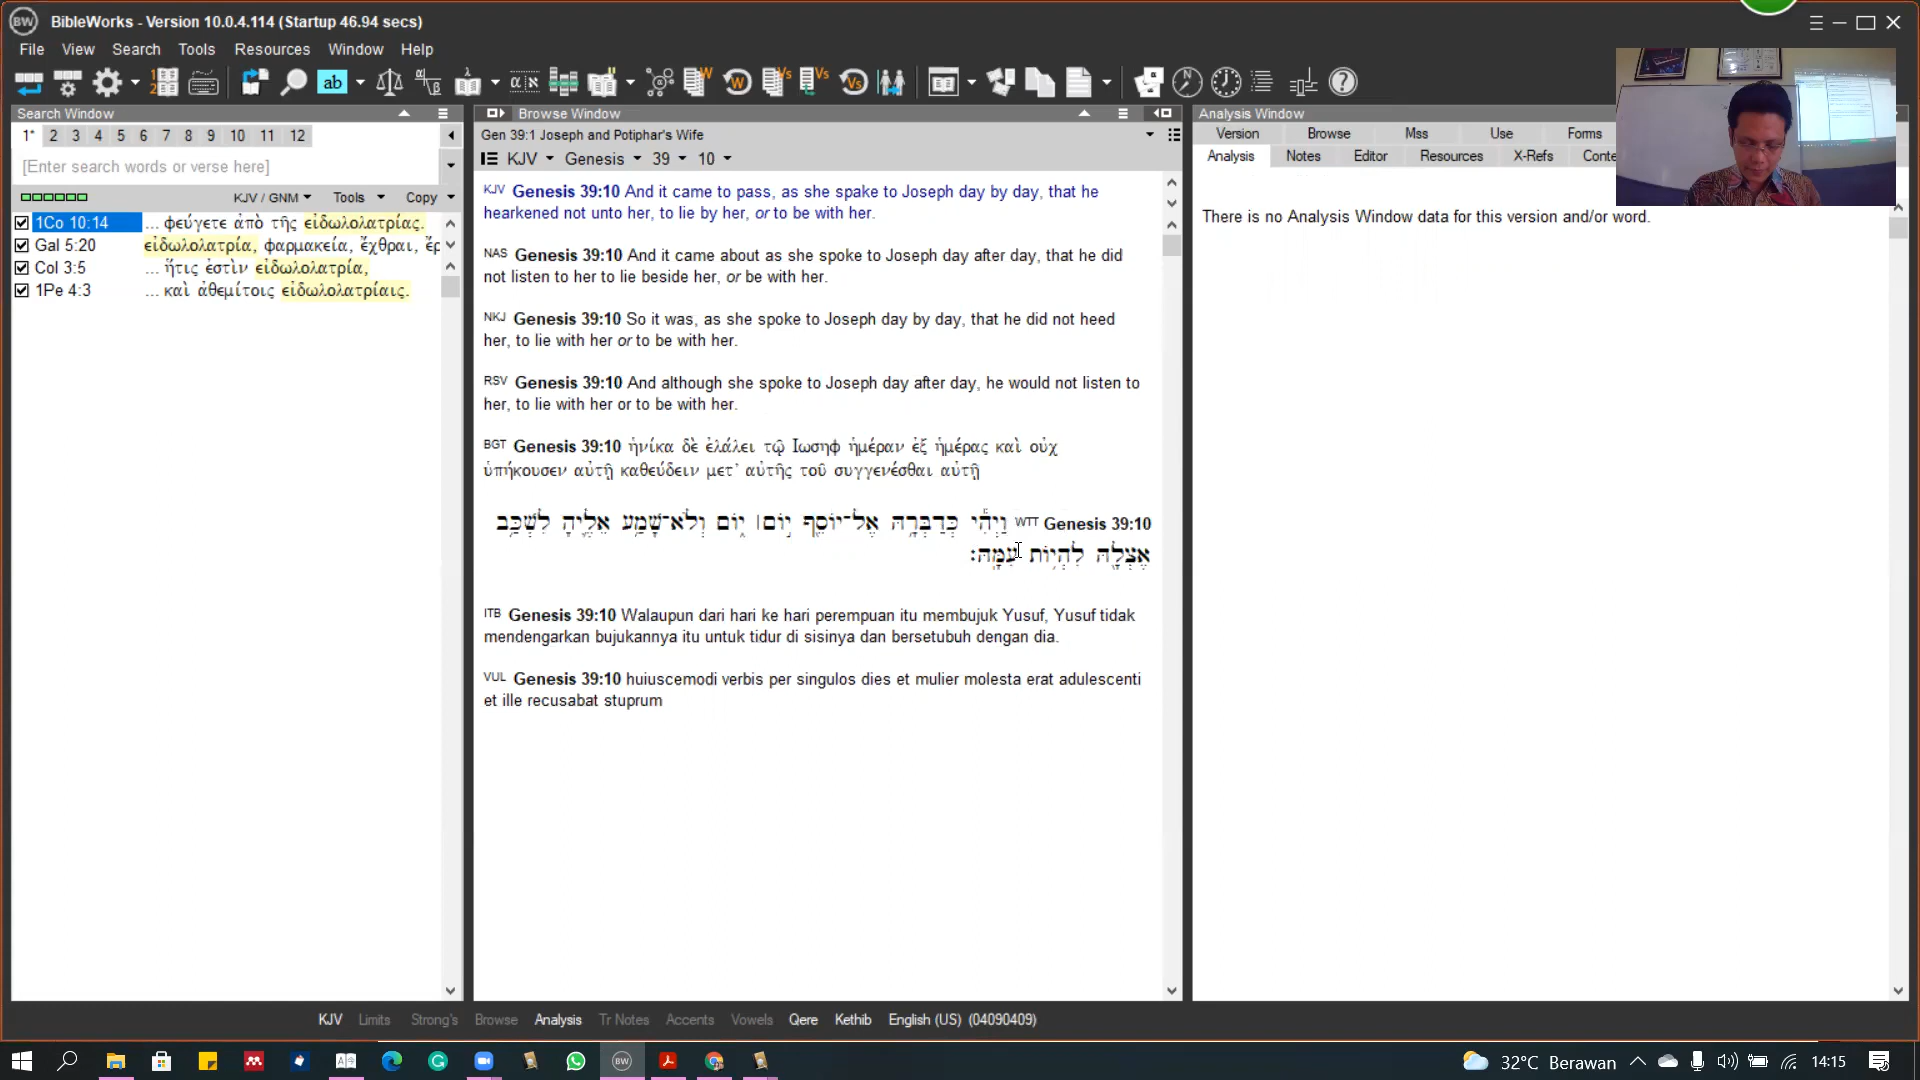 BibleWorks - Version 10.0.4.114 (Startup 46.94 secs)
File View Search Tools Resources Window Help
Search Window
1* 2 3 4 5 6 7 8 9 10 11 12
[Enter search words or verse here]
KJV / GNM Tools Copy
1Co 10:14 ... φεύγετε ἀπὸ τῆς εἰδωλολατρίας.
Gal 5:20 εἰδωλολατρία, φαρμακεία, ἔχθραι,
Col 3:5 ... ἥτις ἐστὶν εἰδωλολατρία,
1Pe 4:3 ... καὶ ἀθεμίτοις εἰδωλολατρίαις.
Browse Window
Gen 39:1 Joseph and Potiphar's Wife
KJV Genesis 39 10
KJV Genesis 39:10 And it came to pass, as she spake to Joseph day by day, that he
hearkened not unto her, to lie by her, or to be with her.
NAS Genesis 39:10 And it came about as she spoke to Joseph day after day, that he did
not listen to her to lie beside her, or be with her.
NKJ Genesis 39:10 So it was, as she spoke to Joseph day by day, that he did not heed
her, to lie with her or to be with her.
RSV Genesis 39:10 And although she spoke to Joseph day after day, he would not listen to
her, to lie with her or to be with her.
BGT Genesis 39:10 ἡνίκα δὲ ἐλάλει τῷ Ιωσηφ ἡμέραν ἐξ ἡμέρας καὶ οὐχ
ὑπήκουσεν αὐτῇ καθεύδειν μετ᾽ αὐτῆς τοῦ συγγενέσθαι αὐτῇ
WTT Genesis 39:10 וַיְהִ֕י כְּדַבְּרָ֥הּ אֶל־יוֹסֵ֖ף י֣וֹם׀ י֑וֹם וְלֹא־שָׁמַ֥ע אֵלֶ֛יהָ לִשְׁכַּ֥ב
אֶצְלָ֖הּ לִהְי֥וֹת עִמָּֽהּ׃
ITB Genesis 39:10 Walaupun dari hari ke hari perempuan itu membujuk Yusuf, Yusuf tidak
mendengarkan bujukannya itu untuk tidur di sisinya dan bersetubuh dengan dia.
VUL Genesis 39:10 huiuscemodi verbis per singulos dies et mulier molesta erat adulescenti
et ille recusabat stuprum
Analysis Window
Version Browse Mss Use Forms
Analysis Notes Editor Resources X-Refs Conte
There is no Analysis Window data for this version and/or word.
KJV Limits Strong's Browse Analysis Tr Notes Accents Vowels Qere Kethib English (US) (04090409)
32°C Berawan 14:15